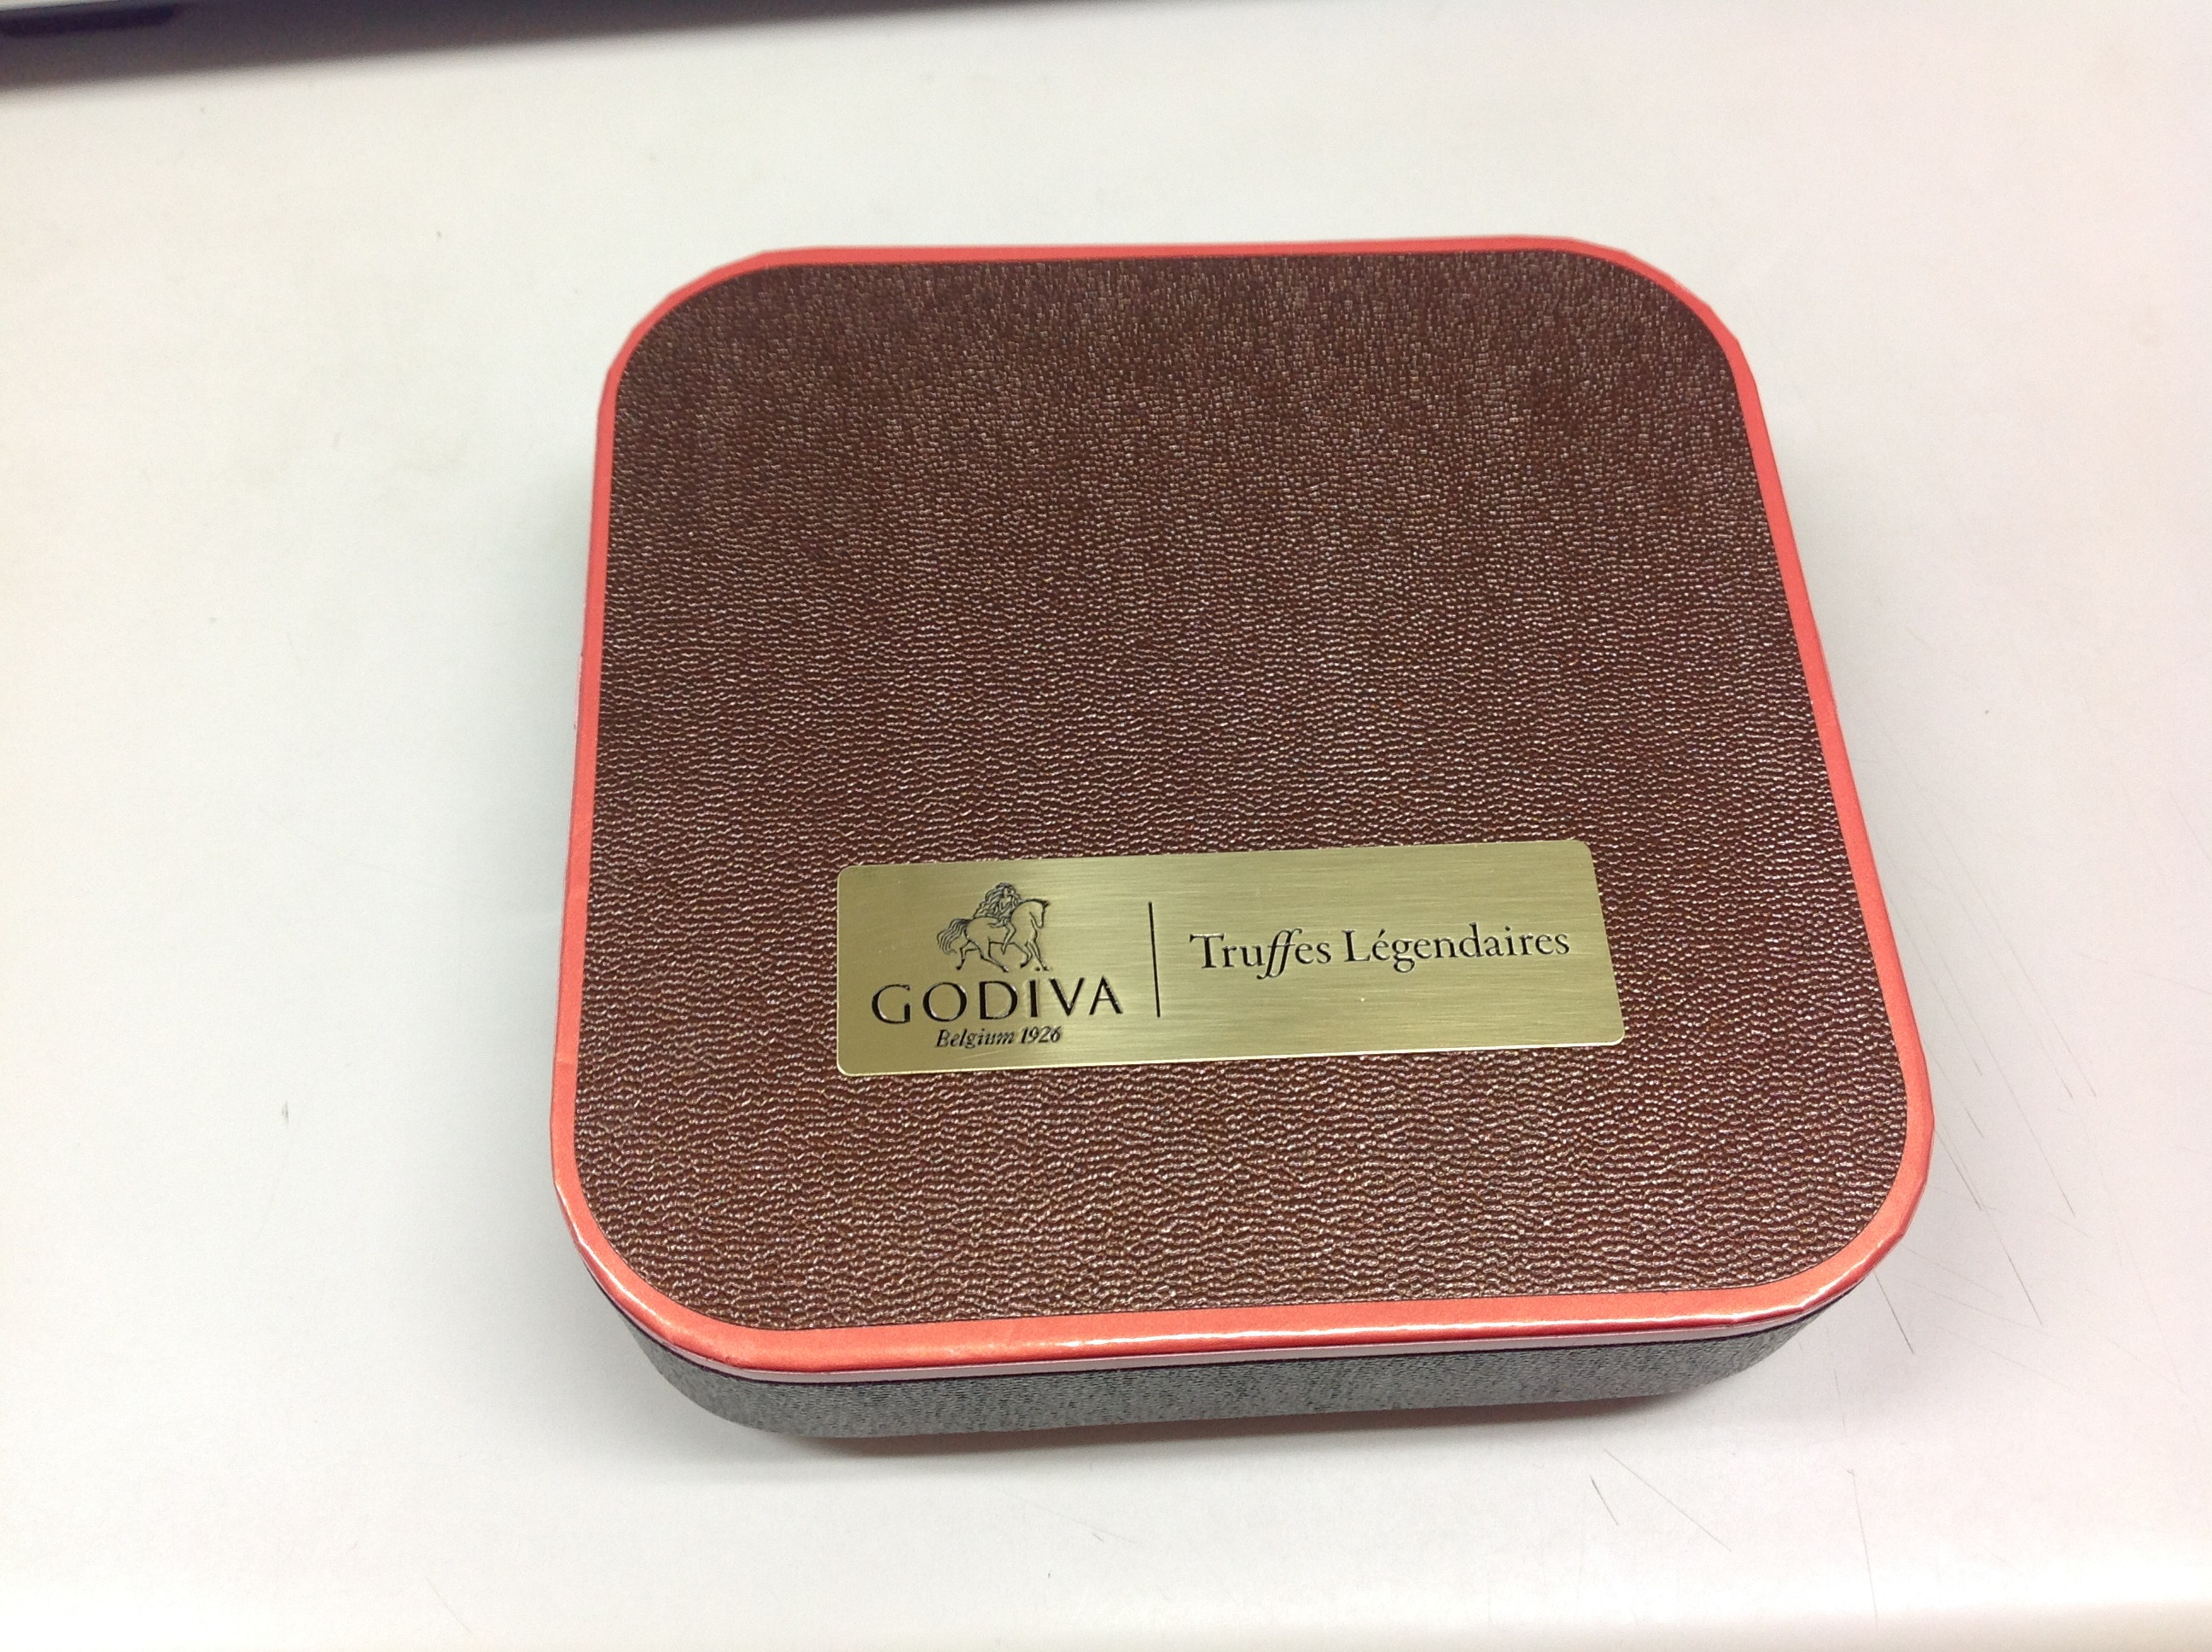 GODIVA
Belgium 1926
Truffes Légendaires